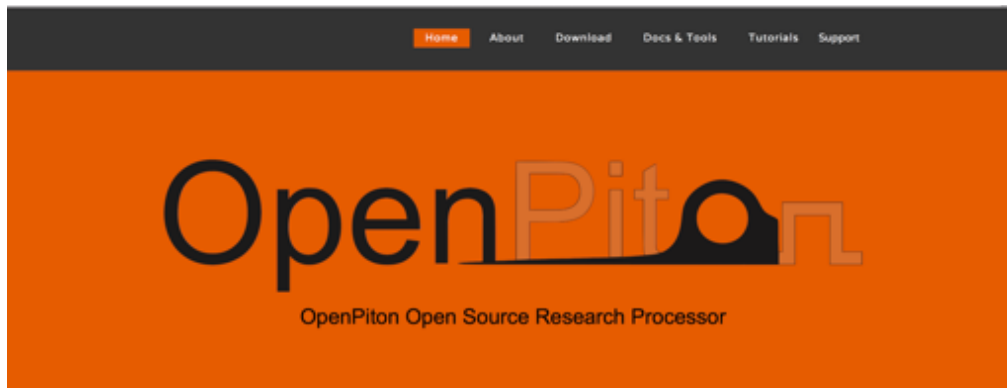 Home About Download Docs & Tools Tutorials Support
OpenPiton
OpenPiton Open Source Research Processor